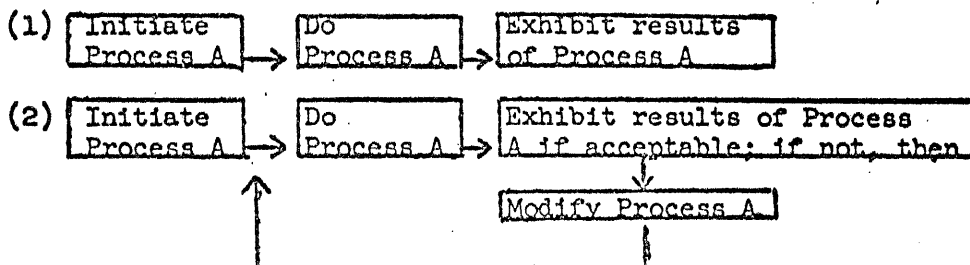 (1) Initiate Do Exhibit results
Process A Process A of Process A
(2) Initiate Do Exhibit results of Process
Process A Process A A if acceptable; if not, then
Modify Process A